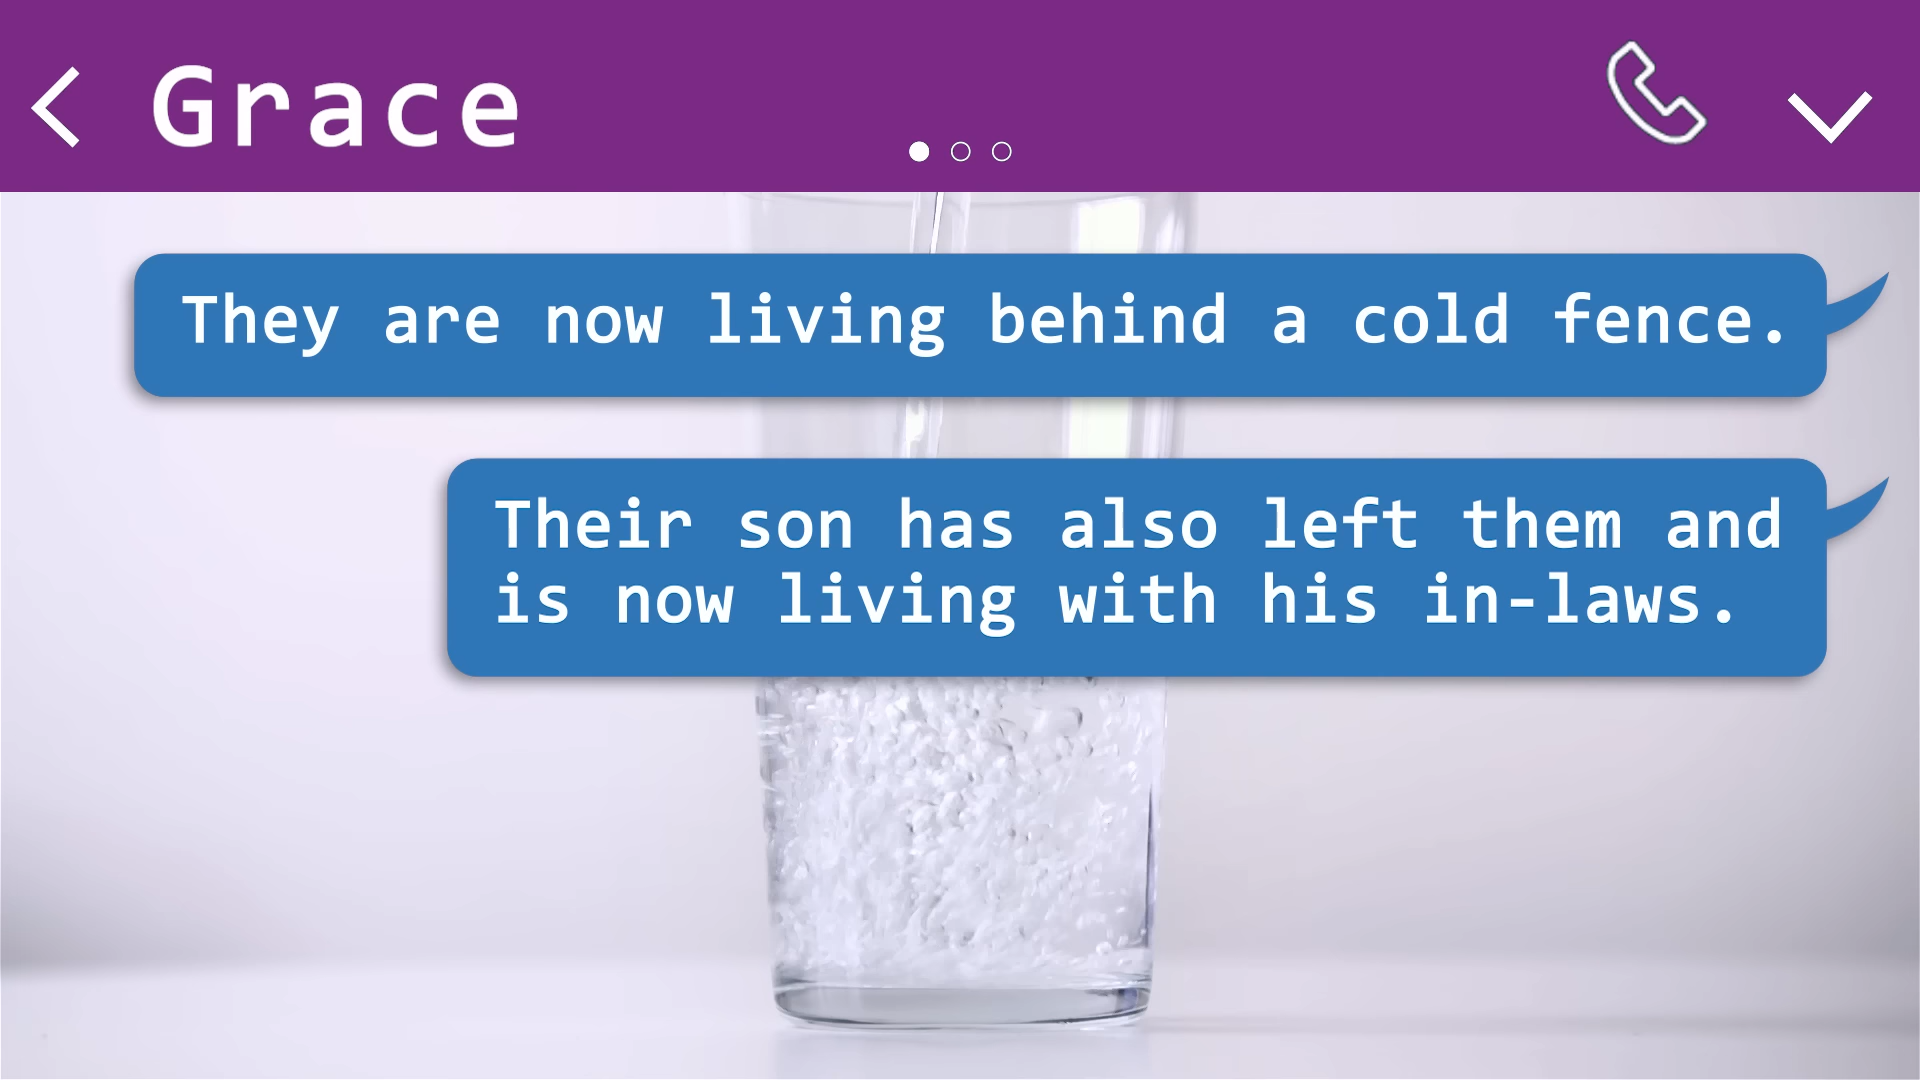 Grace
They are now living behind a cold fence.
Their son has also left them and
is now living with his in-laws.